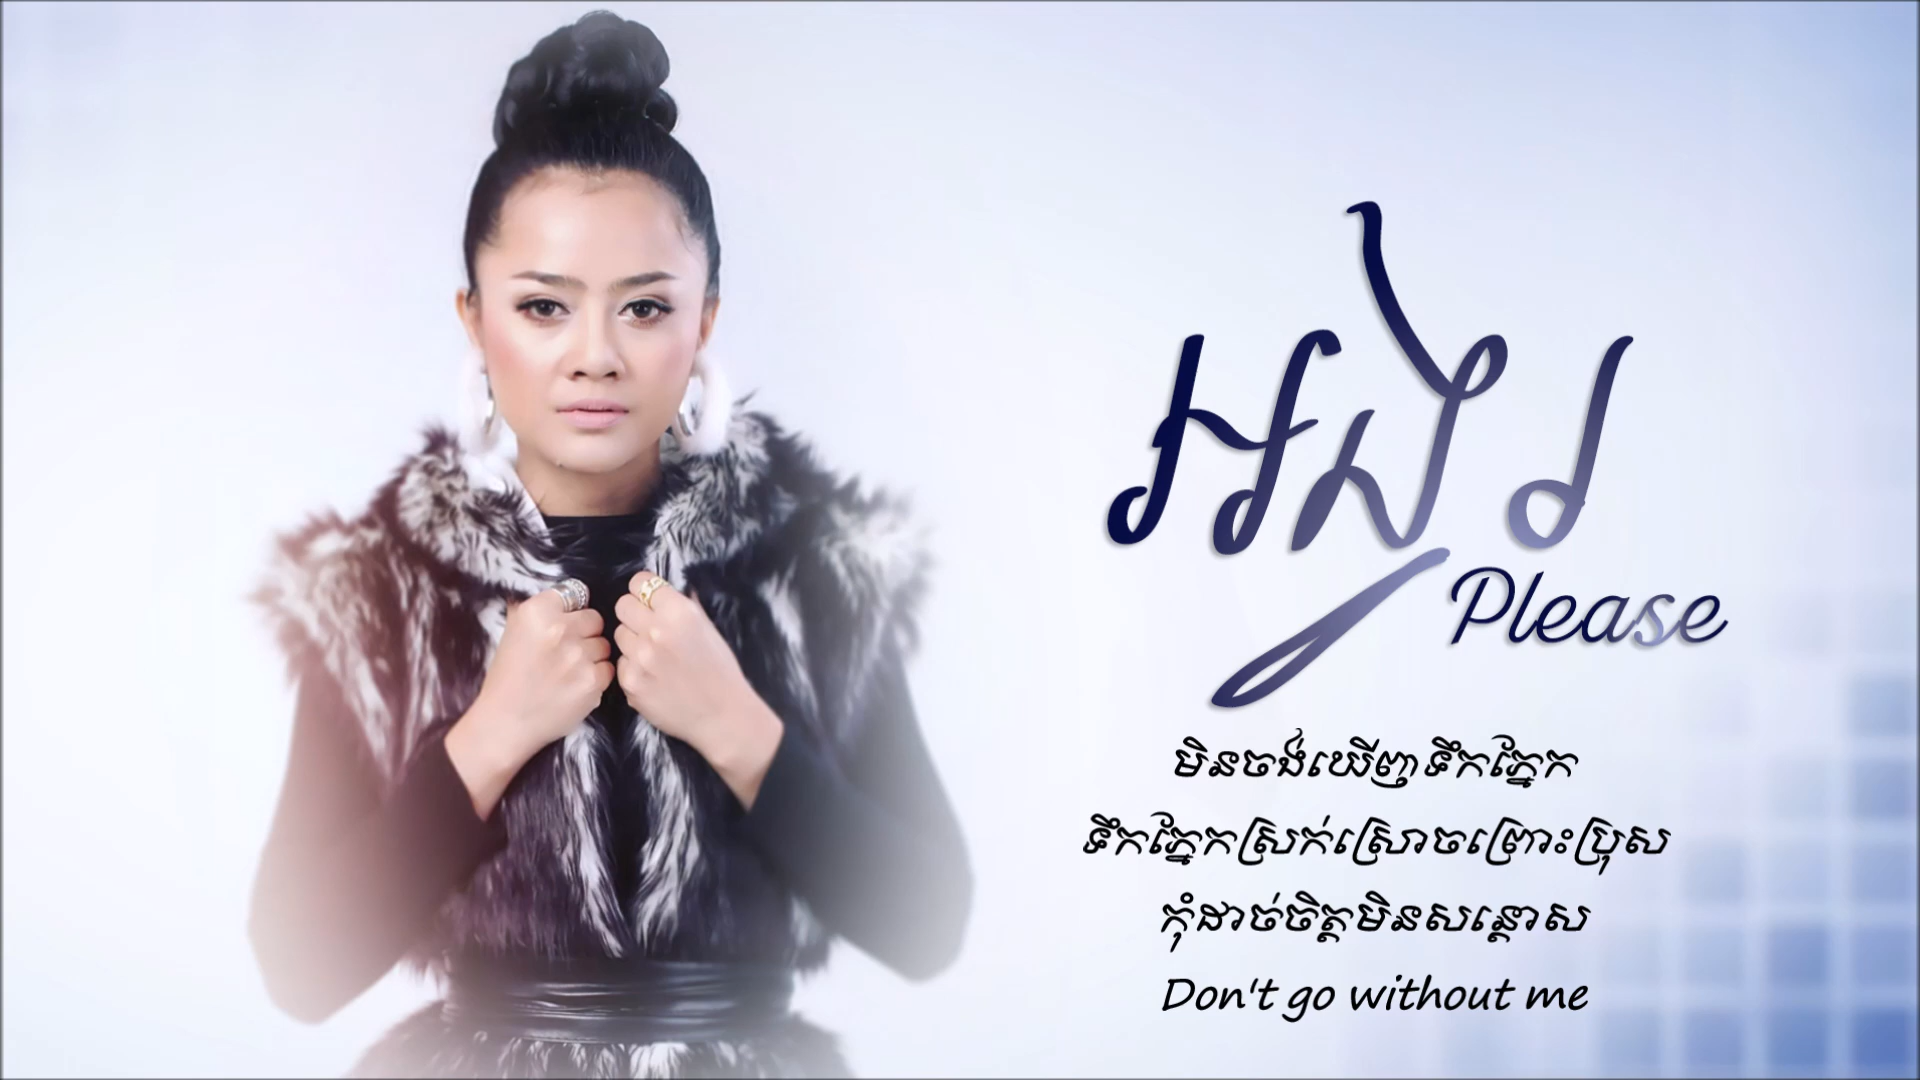 អង្វរ
Please
មិនចង់ឃើញទឹកភ្នែក
ទឹកភ្នែកស្រក់ស្រោចព្រោះប្រុស
កុំដាច់ចិត្តមិនសន្តោស
Don't go without me